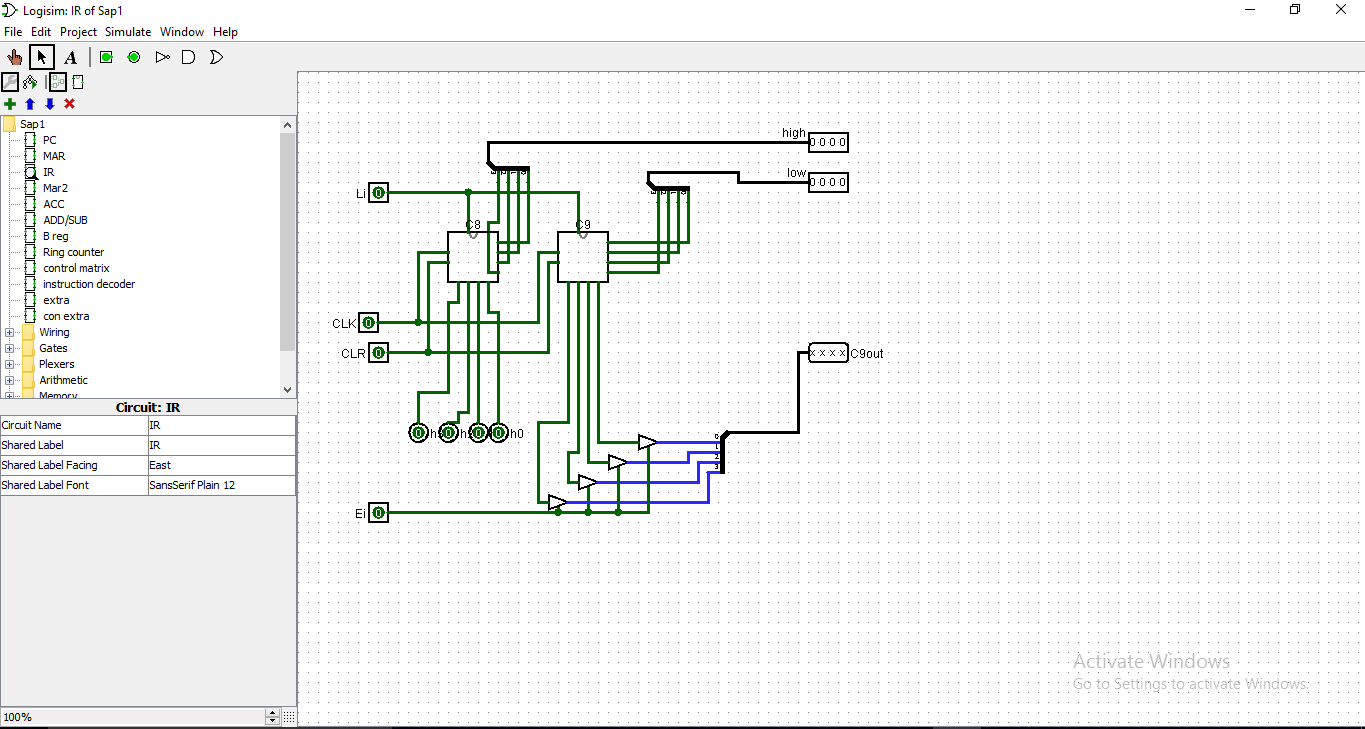 Logisim: IR of Sap1
File Edit Project Simulate Window Help
A
Sap1
PC
MAR
IR
Mar2
ACC
ADD/SUB
B reg
Ring counter
control matrix
instruction decoder
extra
con extra
Wiring
Gates
Plexers
Arithmetic
Memory
Circuit: IR
Circuit Name IR
Shared Label IR
Shared Label Facing East
Shared Label Font SansSerif Plain 12
100%
high 0 0 0 0
low 0 0 0 0
Li 0
C8 C9
CLK 0
CLR 0
x x x x C9out
0 0 0 0 h0
0
1
2
3
Ei 0
Activate Windows
Go to Settings to activate Windows.